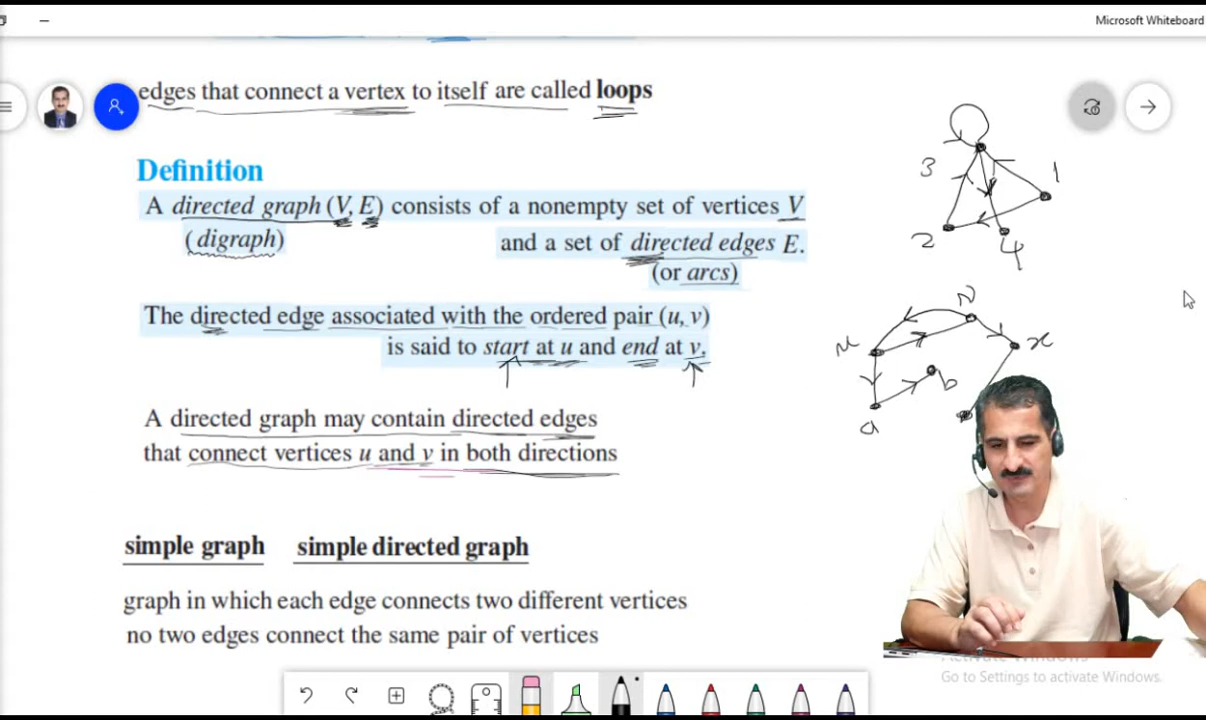 Microsoft Whiteboard
edges that connect a vertex to itself are called loops
Definition
A directed graph (V, E) consists of a nonempty set of vertices V
(digraph)
and a set of directed edges E.
(or arcs)
The directed edge associated with the ordered pair (u, v)
is said to start at u and end at v.
A directed graph may contain directed edges
that connect vertices u and v in both directions
simple graph simple directed graph
graph in which each edge connects two different vertices
no two edges connect the same pair of vertices
3
1
2
4
x
b
a
Activate Windows
Go to Settings to activate Windows.